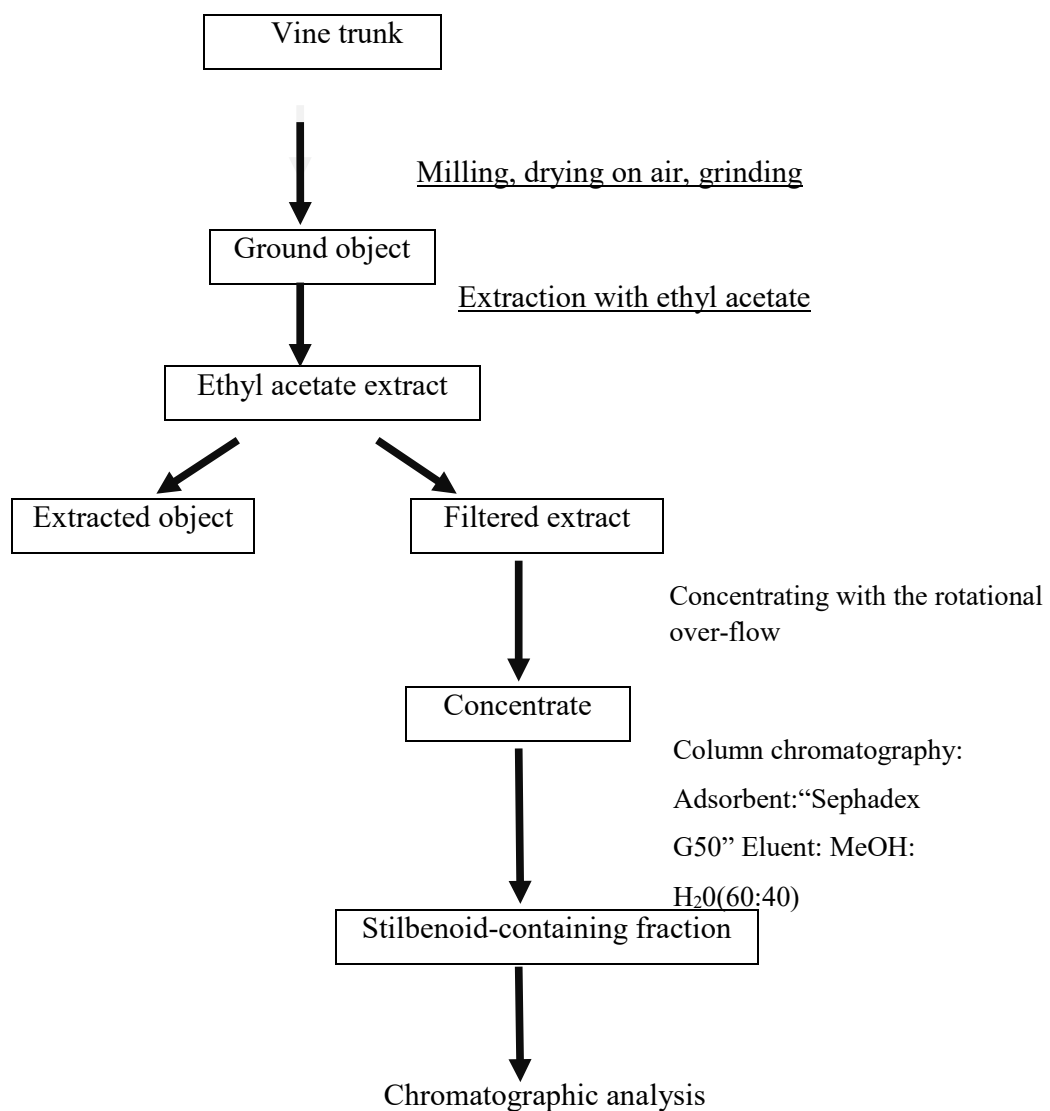 Vine trunk
Milling, drying on air, grinding
Ground object
Extraction with ethyl acetate
Ethyl acetate extract
Extracted object
Filtered extract
Concentrating with the rotational
over-flow
Concentrate
Column chromatography:
Adsorbent:“Sephadex
G50” Eluent: MeOH:
H₂0(60:40)
Stilbenoid-containing fraction
Chromatographic analysis